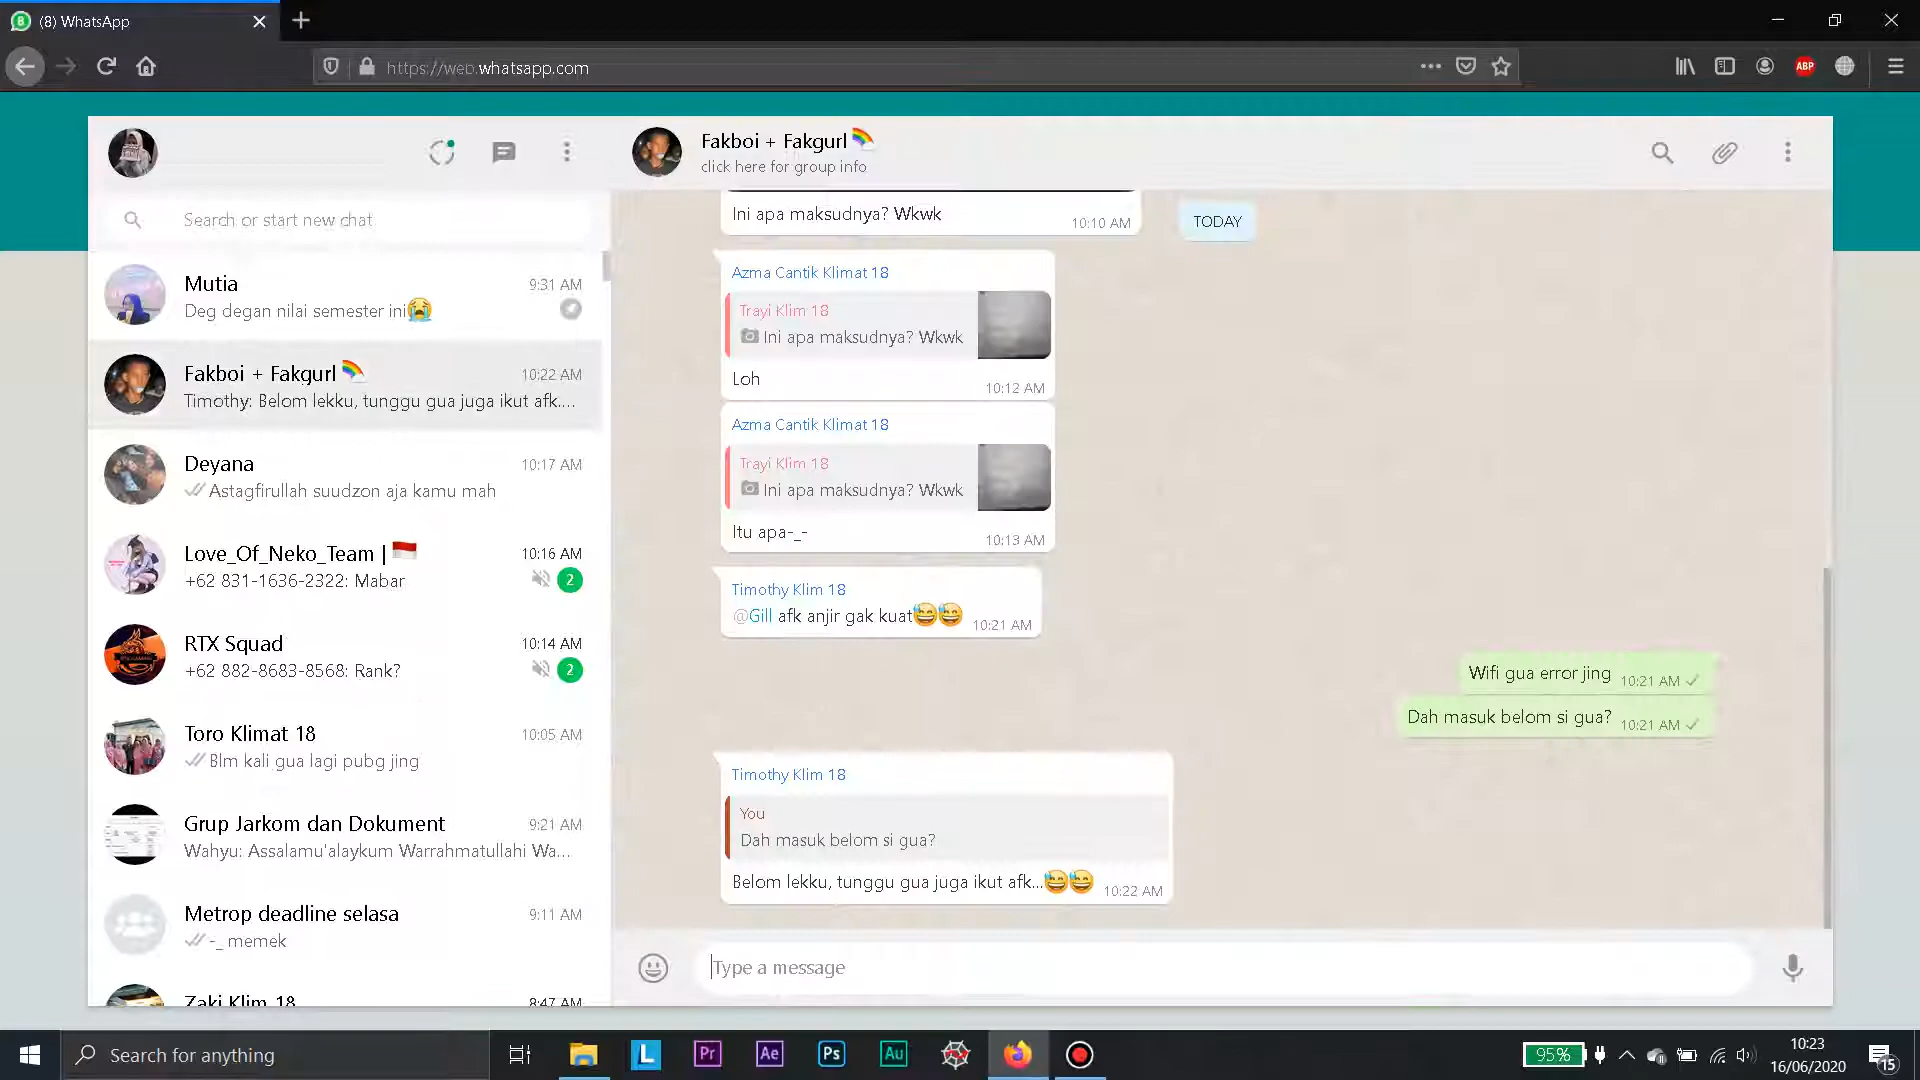 (8) WhatsApp
https://web.whatsapp.com
ABP
Search or start new chat
Mutia
9:31 AM
Deg degan nilai semester ini😭
Fakboi + Fakgurl 🌈
10:22 AM
Timothy: Belom lekku, tunggu gua juga ikut afk....
Deyana
10:17 AM
Astagfirullah suudzon aja kamu mah
Love_Of_Neko_Team | 🇮🇩
10:16 AM
+62 831-1636-2322: Mabar
2
RTX Squad
10:14 AM
+62 882-8683-8568: Rank?
2
Toro Klimat 18
10:05 AM
Blm kali gua lagi pubg jing
Grup Jarkom dan Dokument
9:21 AM
Wahyu: Assalamu'alaykum Warrahmatullahi Wa...
Metrop deadline selasa
9:11 AM
-_ memek
Zaki Klim 18
8:47 AM
Fakboi + Fakgurl 🌈
click here for group info
Ini apa maksudnya? Wkwk
10:10 AM
TODAY
Azma Cantik Klimat 18
Trayi Klim 18
Ini apa maksudnya? Wkwk
Loh
10:12 AM
Azma Cantik Klimat 18
Trayi Klim 18
Ini apa maksudnya? Wkwk
Itu apa-_-
10:13 AM
Timothy Klim 18
@Gill afk anjir gak kuat😅😅
10:21 AM
Wifi gua error jing
10:21 AM
Dah masuk belom si gua?
10:21 AM
Timothy Klim 18
You
Dah masuk belom si gua?
Belom lekku, tunggu gua juga ikut afk...😅😅
10:22 AM
Type a message
Search for anything
L
Pr
Ae
Ps
Au
95%
10:23
16/06/2020
15